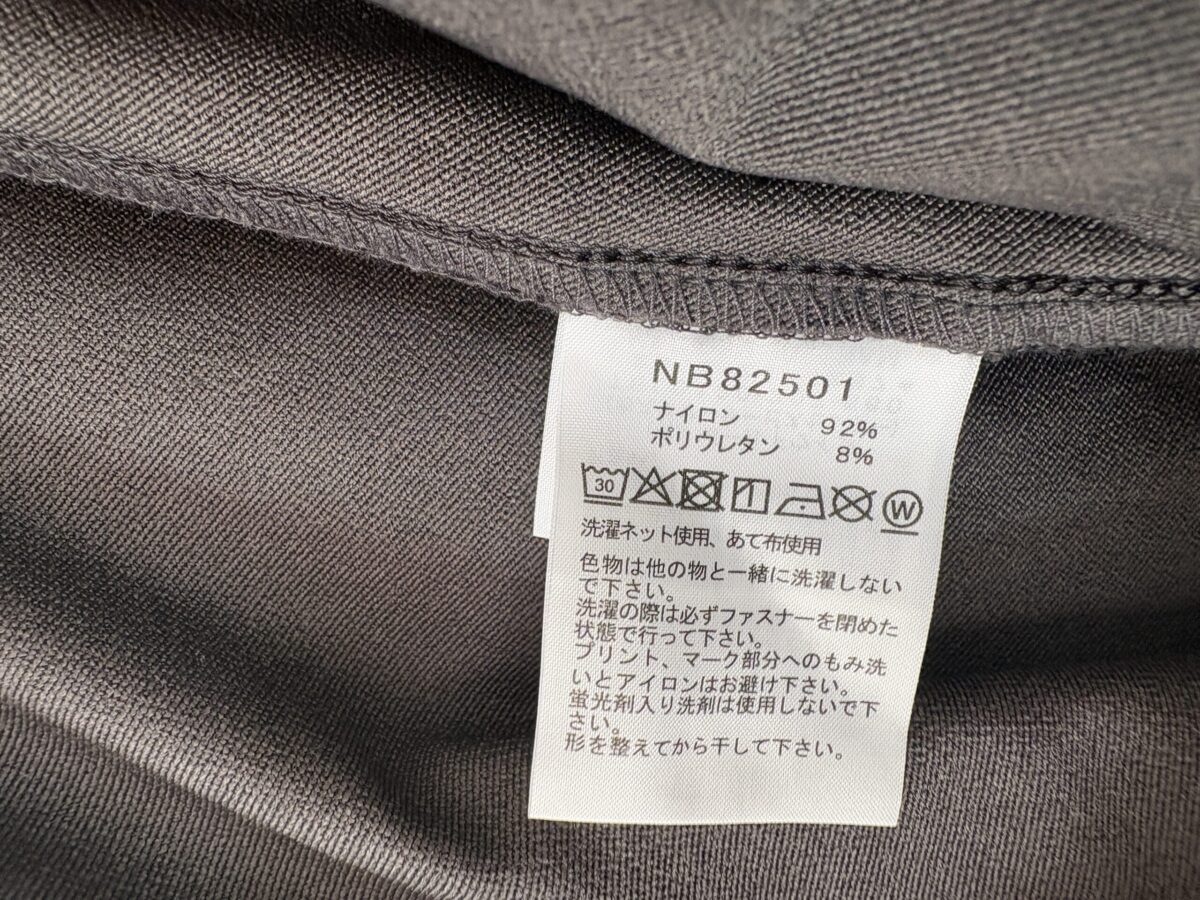 NB82501
ナイロン 92%
ポリウレタン 8%
30 W
洗濯ネット使用、あて布使用
色物は他の物と一緒に洗濯しない
で下さい。
洗濯の際は必ずファスナーを閉めた
状態で行って下さい。
プリント、マーク部分へのもみ洗
いとアイロンはお避け下さい。
蛍光剤入り洗剤は使用しないで下
さい。
形を整えてから干して下さい。